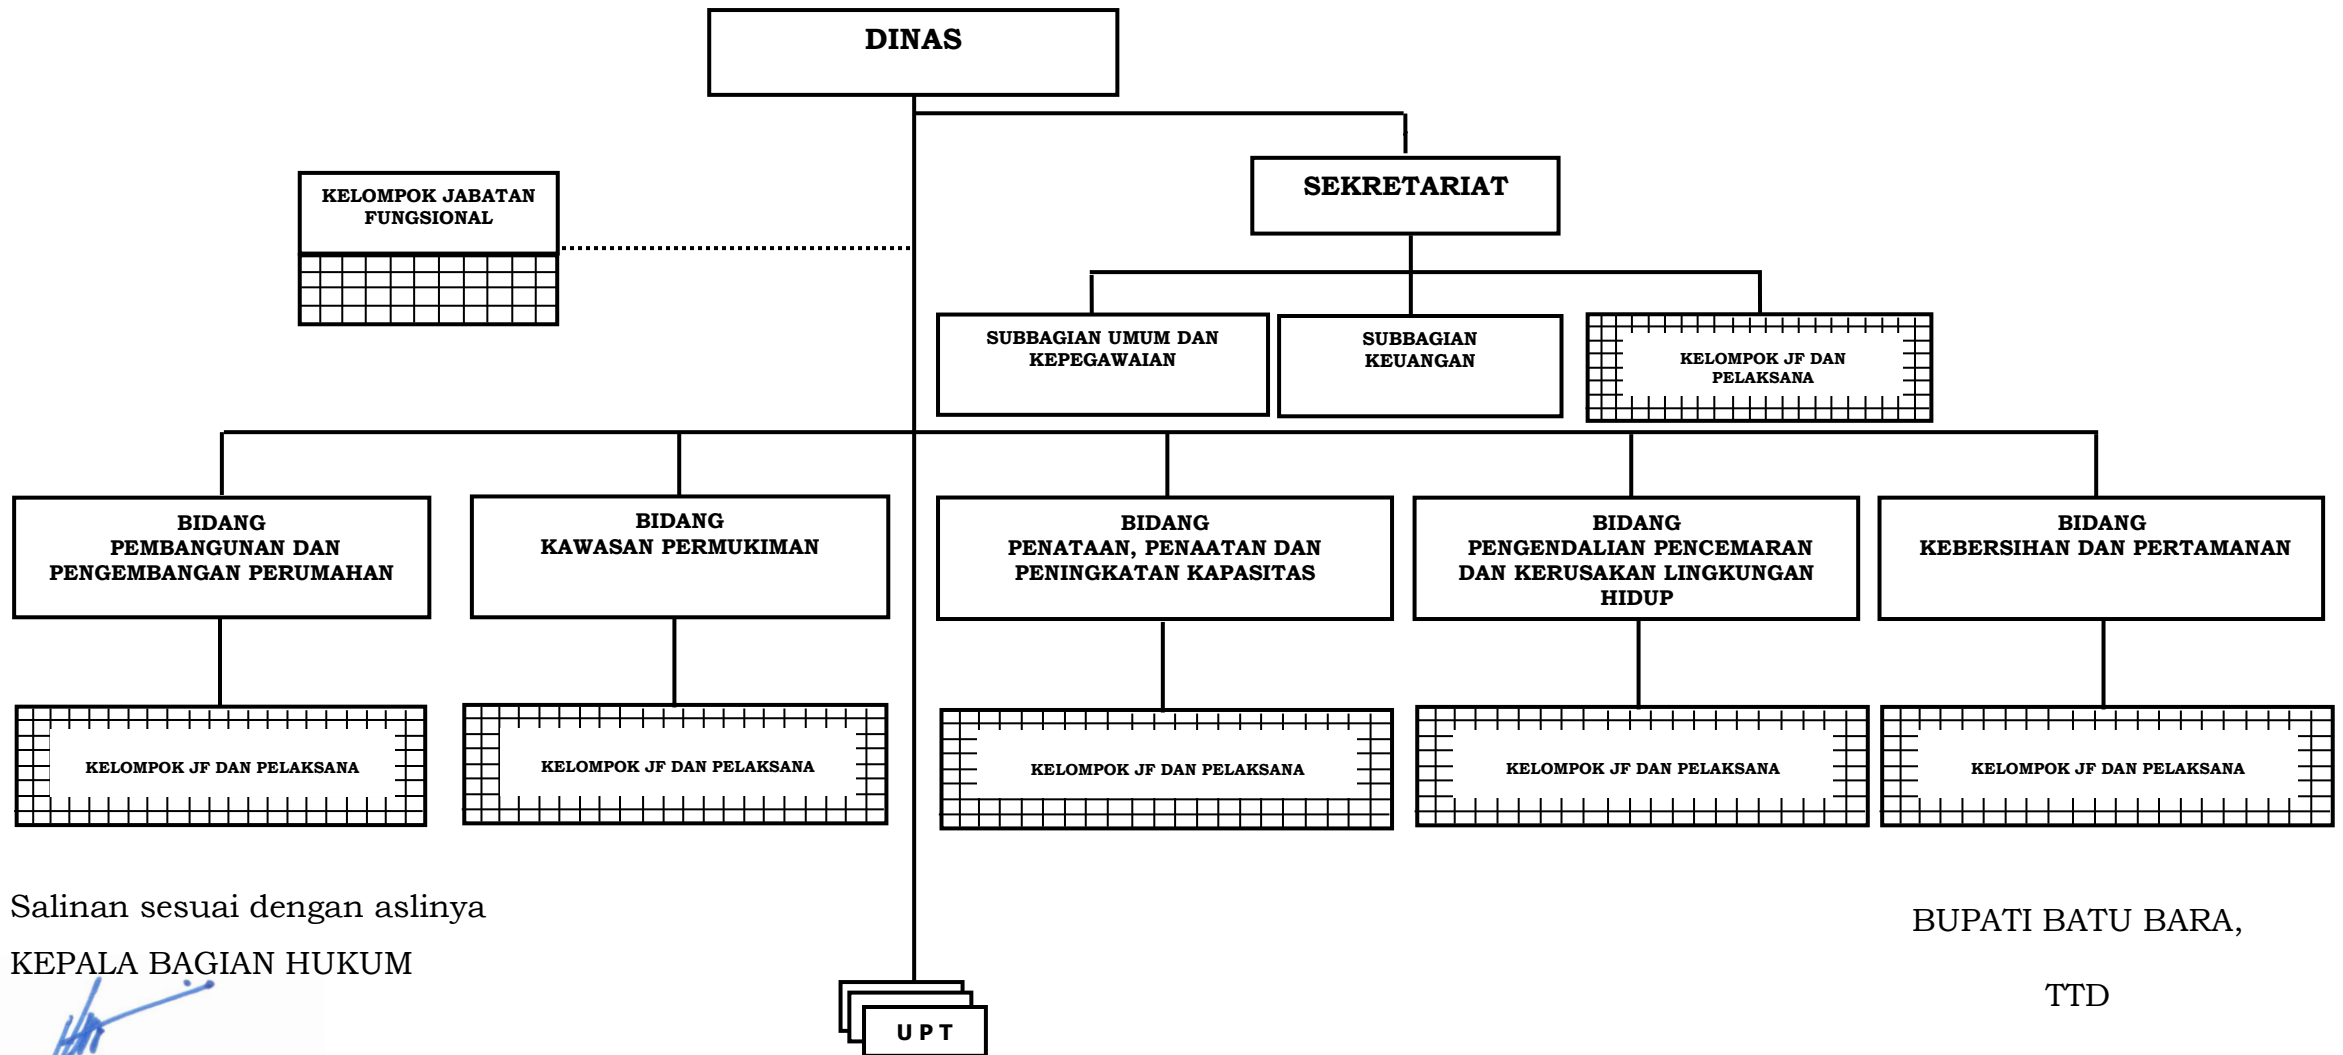 DINAS
SEKRETARIAT
KELOMPOK JABATAN
FUNGSIONAL
SUBBAGIAN UMUM DAN
KEPEGAWAIAN
SUBBAGIAN
KEUANGAN
KELOMPOK JF DAN
PELAKSANA
BIDANG
PEMBANGUNAN DAN
PENGEMBANGAN PERUMAHAN
BIDANG
KAWASAN PERMUKIMAN
BIDANG
PENATAAN, PENAATAN DAN
PENINGKATAN KAPASITAS
BIDANG
PENGENDALIAN PENCEMARAN
DAN KERUSAKAN LINGKUNGAN
HIDUP
BIDANG
KEBERSIHAN DAN PERTAMANAN
KELOMPOK JF DAN PELAKSANA
KELOMPOK JF DAN PELAKSANA
KELOMPOK JF DAN PELAKSANA
KELOMPOK JF DAN PELAKSANA
KELOMPOK JF DAN PELAKSANA
Salinan sesuai dengan aslinya
KEPALA BAGIAN HUKUM
UPT
BUPATI BATU BARA,
TTD